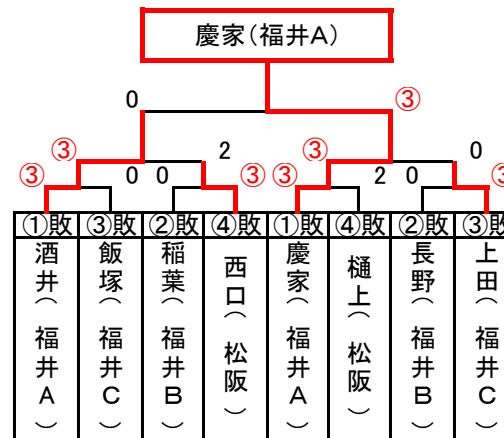 慶家(福井A)
0 ③
③ 2 ③ 0
③ 0 0 ③ ③ 2 0 ③
①敗 ③敗 ②敗 ④敗 ①敗 ④敗 ②敗 ③敗
酒井(福井A)
飯塚(福井C)
稲葉(福井B)
西口(松阪)
慶家(福井A)
樋上(松阪)
長野(福井B)
上田(福井C)